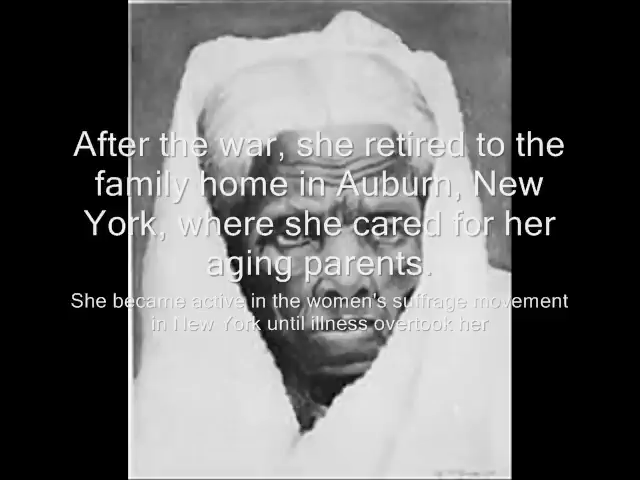 After the war, she retired to the
family home in Auburn, New
York, where she cared for her
aging parents.
She became active in the women's suffrage movement
in New York until illness overtook her